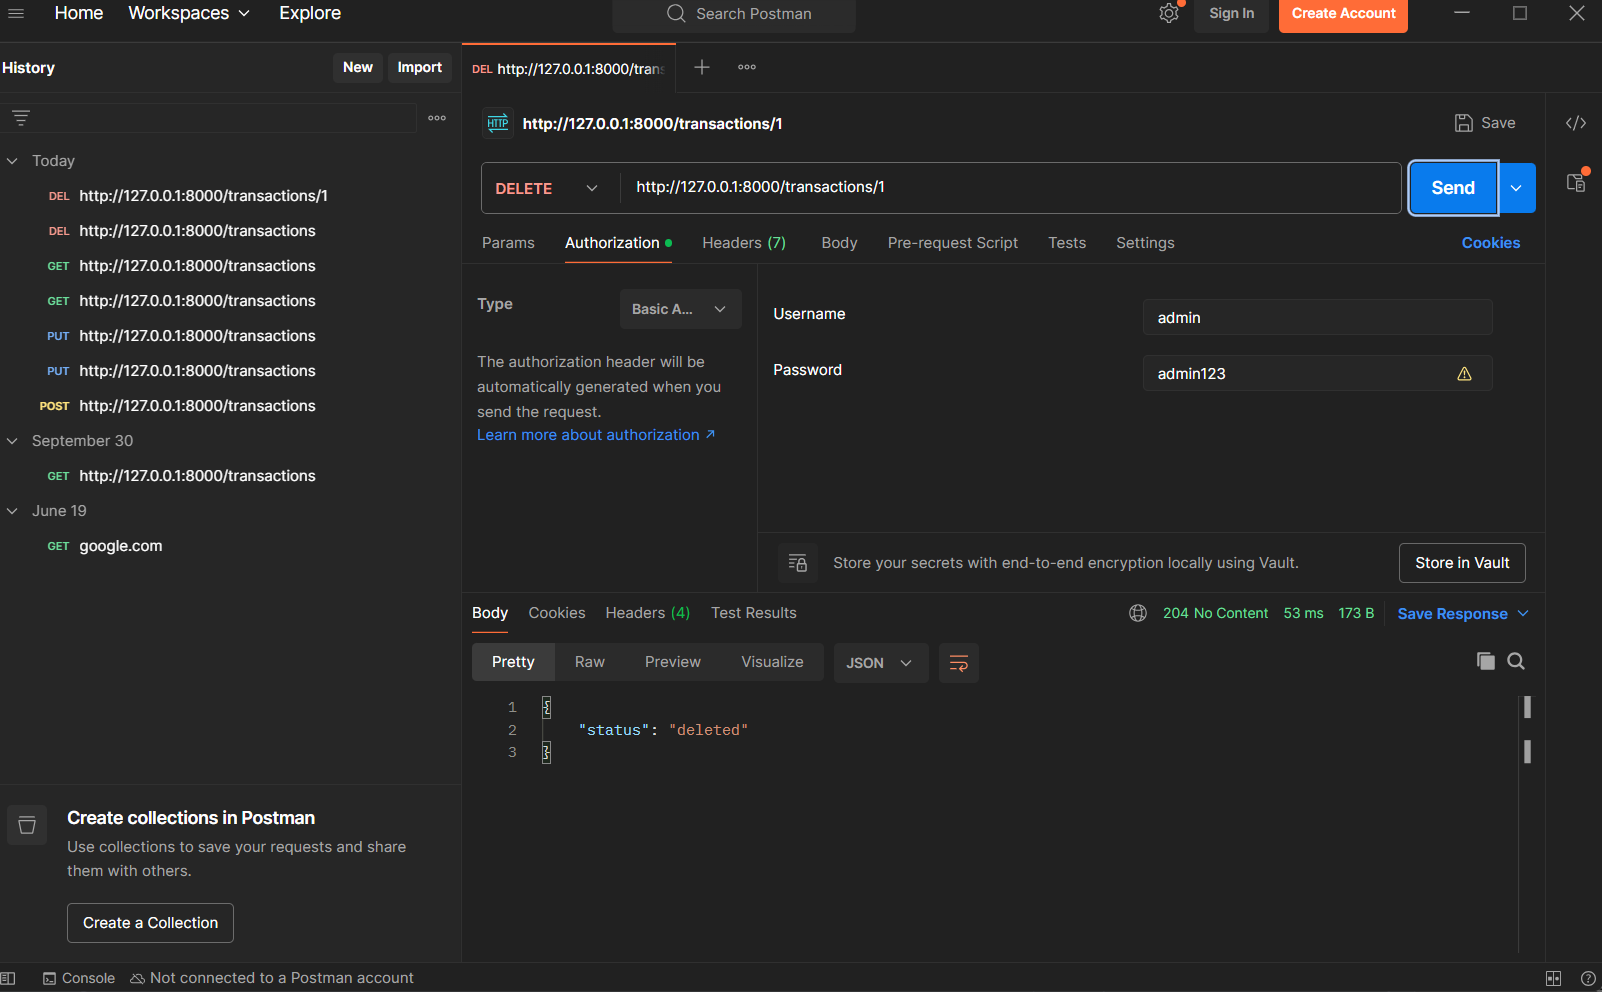 Home Workspaces Explore Search Postman Sign In Create Account
History New Import
DEL http://127.0.0.1:8000/tran
HTTP http://127.0.0.1:8000/transactions/1 Save
Today
DEL http://127.0.0.1:8000/transactions/1
DEL http://127.0.0.1:8000/transactions
GET http://127.0.0.1:8000/transactions
GET http://127.0.0.1:8000/transactions
PUT http://127.0.0.1:8000/transactions
PUT http://127.0.0.1:8000/transactions
POST http://127.0.0.1:8000/transactions
September 30
GET http://127.0.0.1:8000/transactions
June 19
GET google.com
Create collections in Postman
Use collections to save your requests and share
them with others.
Create a Collection
DELETE http://127.0.0.1:8000/transactions/1 Send
Params Authorization Headers (7) Body Pre-request Script Tests Settings Cookies
Type Basic A...
The authorization header will be
automatically generated when you
send the request.
Learn more about authorization ↗
Username admin
Password admin123
Store your secrets with end-to-end encryption locally using Vault. Store in Vault
Body Cookies Headers (4) Test Results 204 No Content 53 ms 173 B Save Response
Pretty Raw Preview Visualize JSON
1 {
2 "status": "deleted"
3 }
Console Not connected to a Postman account